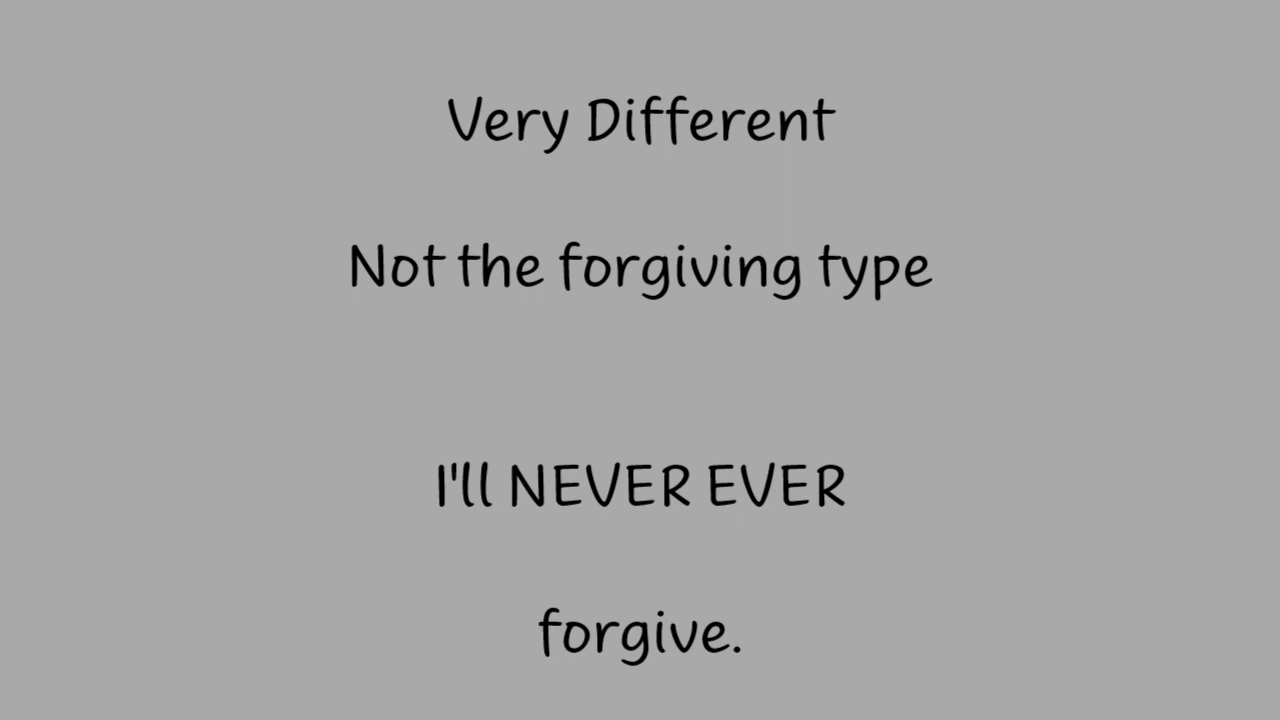 Very Different
Not the forgiving type
I'll NEVER EVER
forgive.